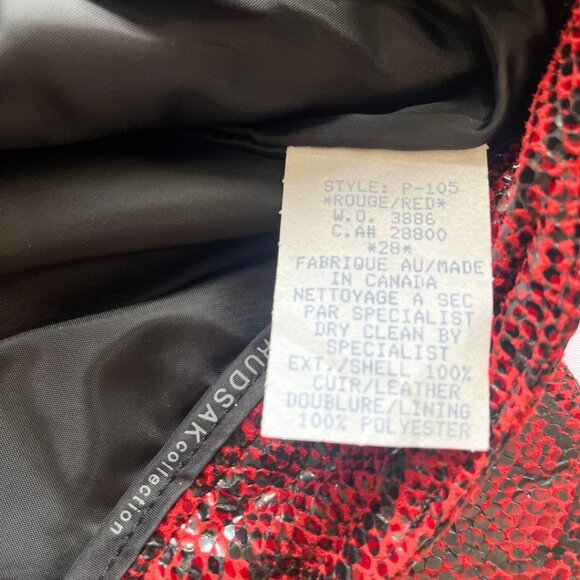 STYLE: P-105
*ROUGE/RED*
W.O. 3886
C.A# 28800
*28*
FABRIQUE AU/MADE
IN CANADA
NETTOYAGE A SEC
PAR SPECIALIST
DRY CLEAN BY
SPECIALIST
EXT./SHELL 100%
CUIR/LEATHER
DOUBLURE/LINING
100% POLYESTER
RUDSAK collection